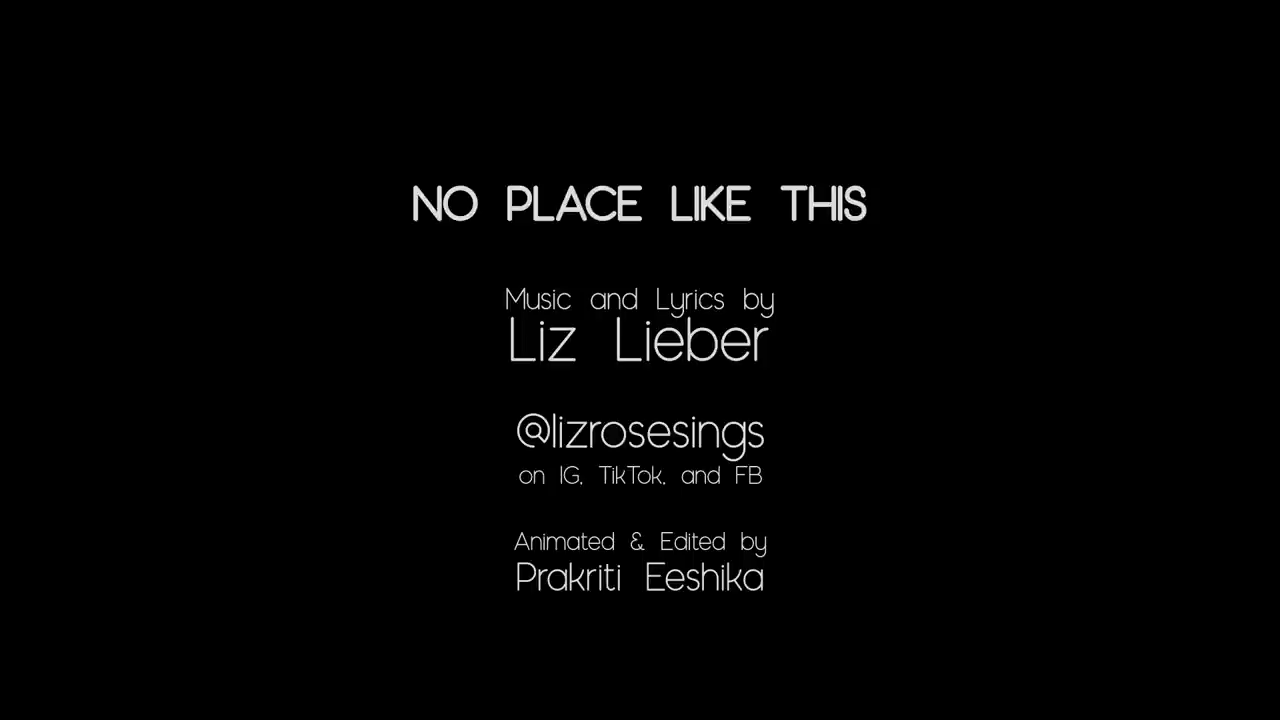 NO PLACE LIKE THIS
Music and Lyrics by
Liz Lieber
@lizrosesings
on IG, TikTok, and FB
Animated & Edited by
Prakriti Eeshika